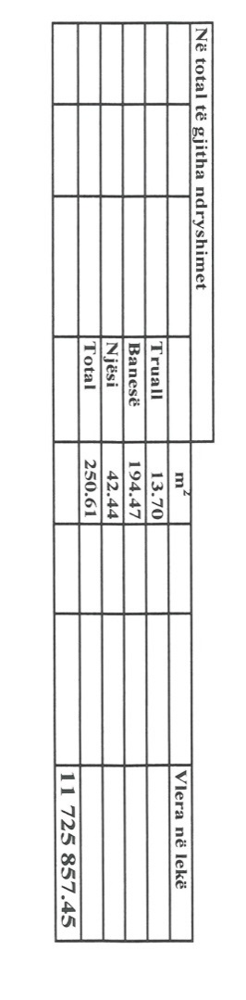 Në total të gjitha ndryshimet
m² Vlera në lekë
Truall 13.70
Banesë 194.47
Njësi 42.44
Total 250.61
11 725 857.45